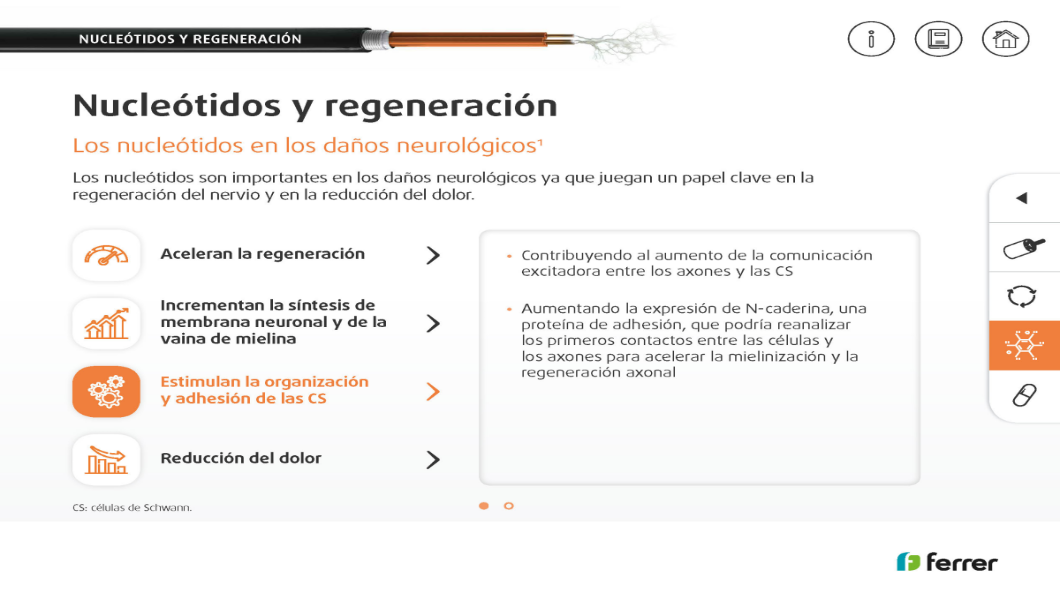 NUCLEÓTIDOS Y REGENERACIÓN
Nucleótidos y regeneración
Los nucleótidos en los daños neurológicos¹
Los nucleótidos son importantes en los daños neurológicos ya que juegan un papel clave en la
regeneración del nervio y en la reducción del dolor.
Aceleran la regeneración
Incrementan la síntesis de
membrana neuronal y de la
vaina de mielina
Estimulan la organización
y adhesión de las CS
Reducción del dolor
• Contribuyendo al aumento de la comunicación
excitadora entre los axones y las CS
• Aumentando la expresión de N-caderina, una
proteína de adhesión, que podría reanalizar
los primeros contactos entre las células y
los axones para acelerar la mielinización y la
regeneración axonal
CS: células de Schwann.
ferrer